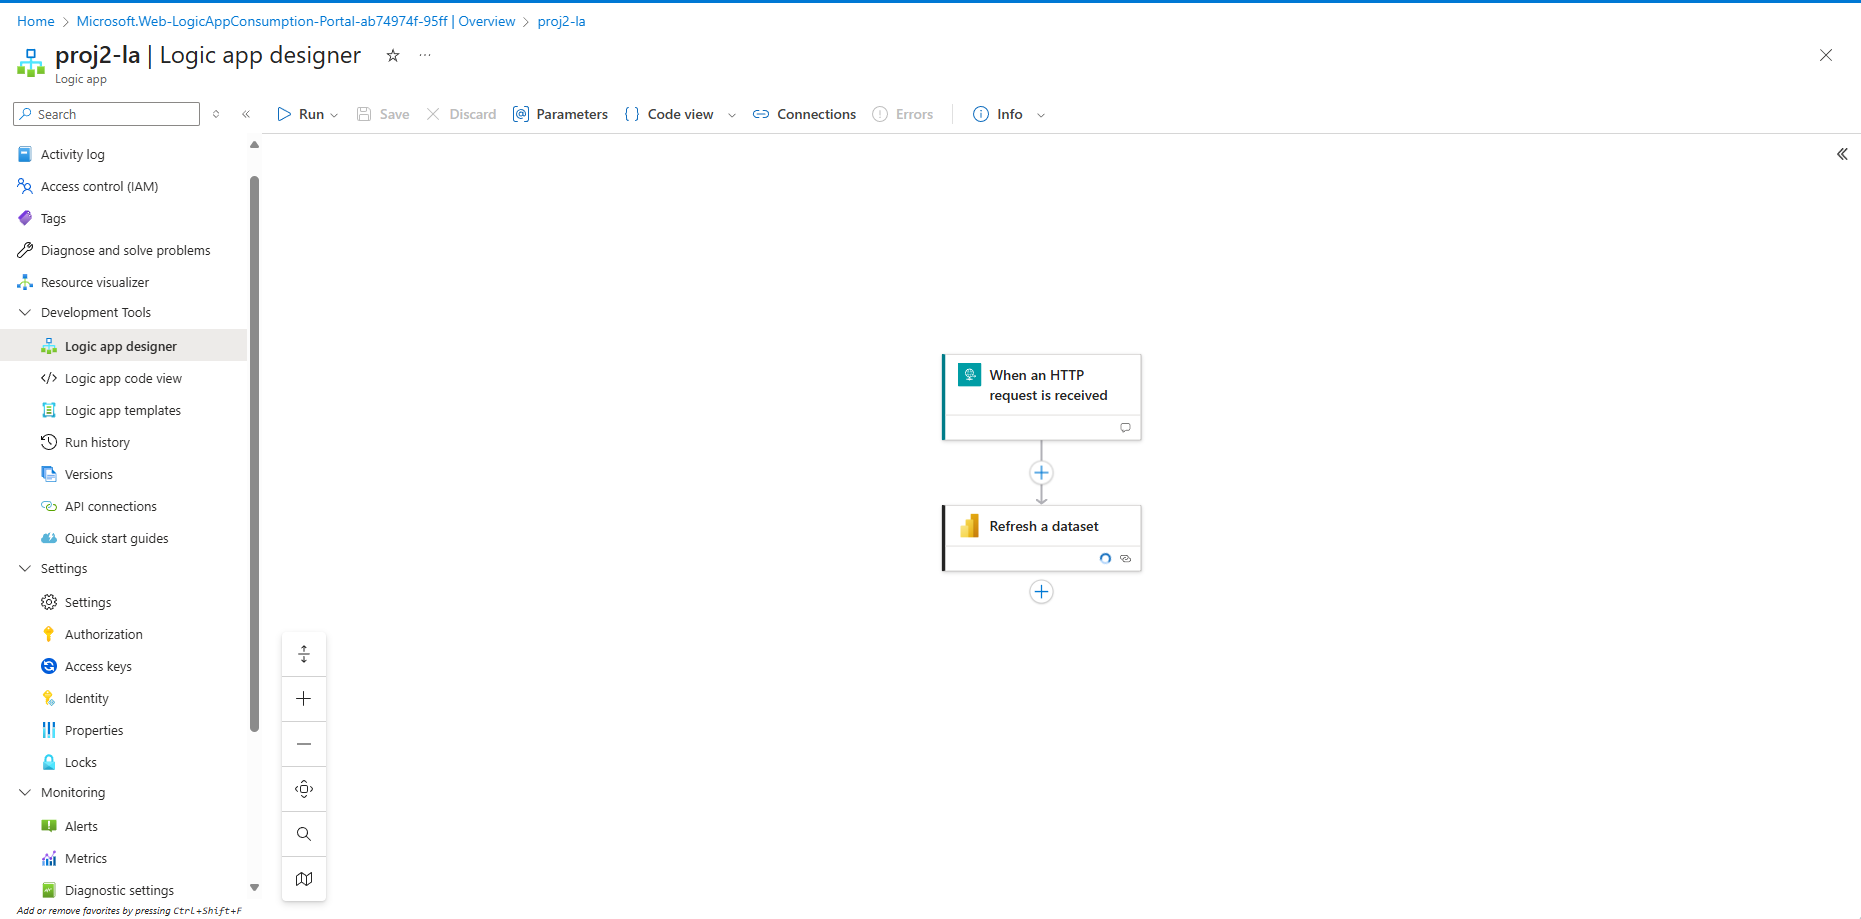 Home > Microsoft.Web-LogicAppConsumption-Portal-ab74974f-95ff | Overview > proj2-la
proj2-la | Logic app designer
Logic app
Search
Run
Save
Discard
Parameters
Code view
Connections
Errors
Info
Activity log
Access control (IAM)
Tags
Diagnose and solve problems
Resource visualizer
Development Tools
Logic app designer
Logic app code view
Logic app templates
Run history
Versions
API connections
Quick start guides
Settings
Settings
Authorization
Access keys
Identity
Properties
Locks
Monitoring
Alerts
Metrics
Diagnostic settings
Add or remove favorites by pressing Ctrl+Shift+F
When an HTTP
request is received
Refresh a dataset